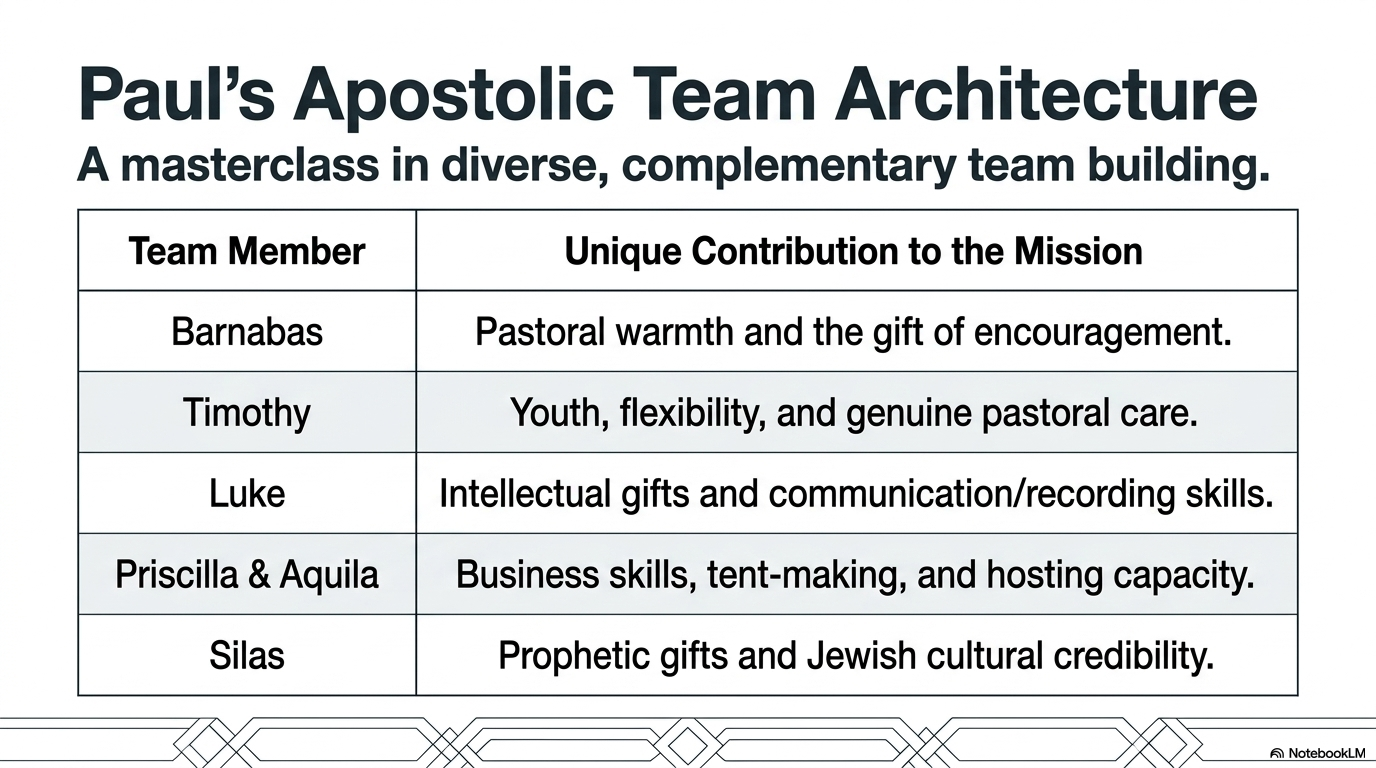 Paul’s Apostolic Team Architecture
A masterclass in diverse, complementary team building.
Team Member
Unique Contribution to the Mission
Barnabas
Pastoral warmth and the gift of encouragement.
Timothy
Youth, flexibility, and genuine pastoral care.
Luke
Intellectual gifts and communication/recording skills.
Priscilla & Aquila
Business skills, tent-making, and hosting capacity.
Silas
Prophetic gifts and Jewish cultural credibility.
NotebookLM